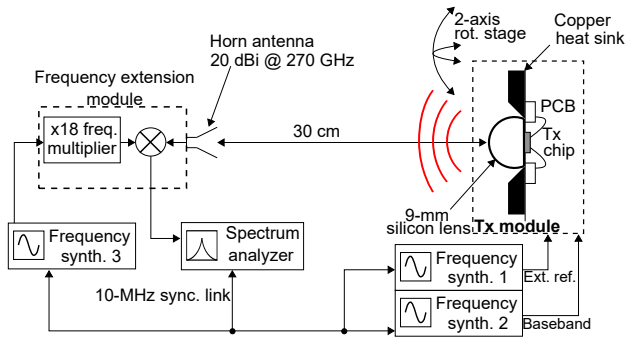 2-axis
rot. stage
Copper
heat sink
Horn antenna
20 dBi @ 270 GHz
Frequency extension
module
x18 freq.
multiplier
30 cm
PCB
Tx
chip
9-mm
silicon lens
Tx module
Frequency
synth. 3
Spectrum
analyzer
Frequency
synth. 1
Ext. ref.
10-MHz sync. link
Frequency
synth. 2
Baseband